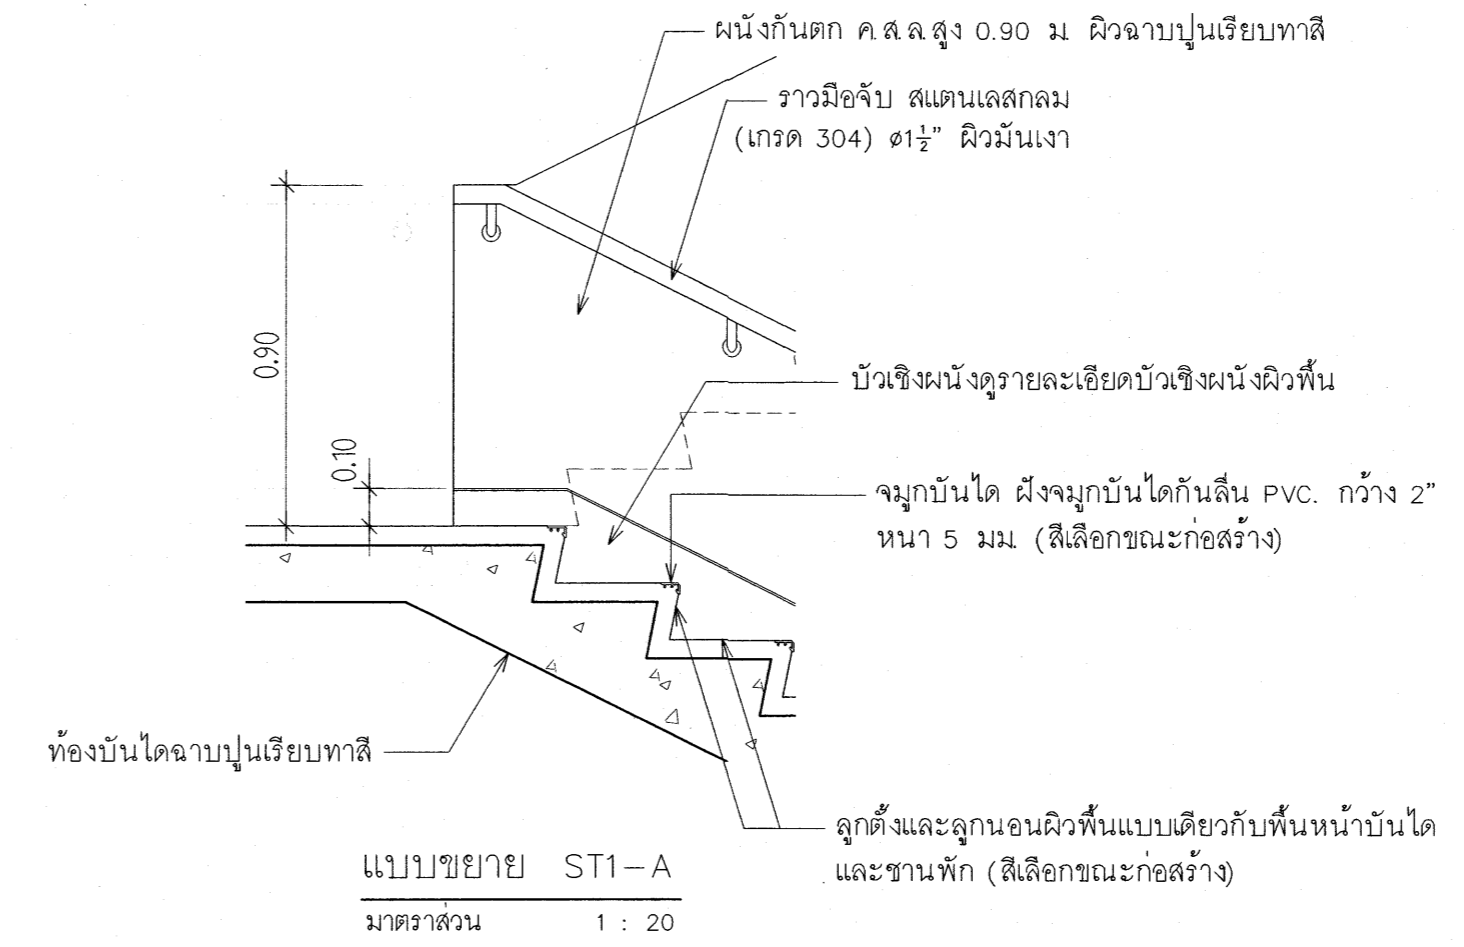 ผนังกันตก ค.ส.ล.สูง 0.90 ม. ผิวฉาบปูนเรียบทาสี
ราวมือจับ สแตนเลสกลม
(เกรด 304) ø1½" ผิวมันเงา
0.90
0.10
บัวเชิงผนังดูรายละเอียดบัวเชิงผนังผิวพื้น
จมูกบันได ฝังจมูกบันไดกันลื่น PVC. กว้าง 2"
หนา 5 มม. (สีเลือกขณะก่อสร้าง)
ท้องบันไดฉาบปูนเรียบทาสี
ลูกตั้งและลูกนอนผิวพื้นแบบเดียวกับพื้นหน้าบันได
และชานพัก (สีเลือกขณะก่อสร้าง)
แบบขยาย ST1-A
มาตราส่วน 1 : 20